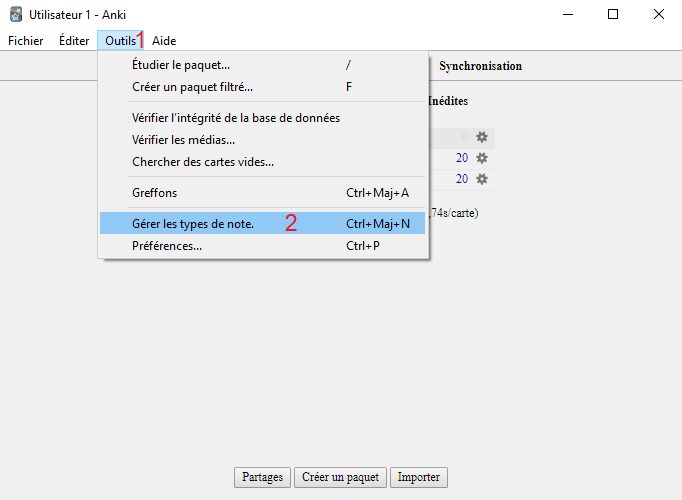 Utilisateur 1 - Anki
Fichier Éditer Outils 1 Aide
Synchronisation
Étudier le paquet... /
Créer un paquet filtré... F
Inédites
Vérifier l'intégrité de la base de données
0
Vérifier les médias...
Chercher des cartes vides...
20
20
Greffons Ctrl+Maj+A
,74s/carte)
Gérer les types de note. 2 Ctrl+Maj+N
Préférences... Ctrl+P
Partages Créer un paquet Importer